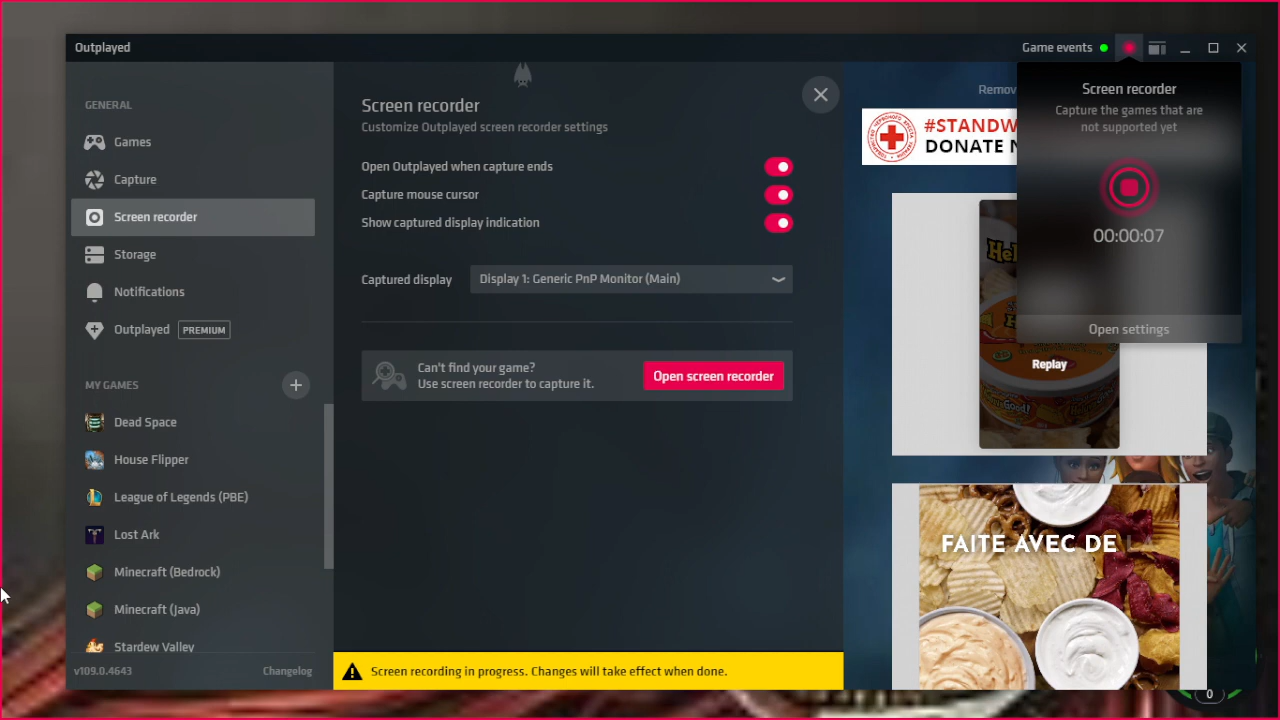 Outplayed
Game events
GENERAL
Games
Capture
Screen recorder
Storage
Notifications
Outplayed PREMIUM
MY GAMES
Dead Space
House Flipper
League of Legends (PBE)
Lost Ark
Minecraft (Bedrock)
Minecraft (Java)
Stardew Valley
v109.0.4643
Changelog
Screen recorder
Customize Outplayed screen recorder settings
Open Outplayed when capture ends
Capture mouse cursor
Show captured display indication
Captured display
Display 1: Generic PnP Monitor (Main)
Can't find your game?
Use screen recorder to capture it.
Open screen recorder
Screen recording in progress. Changes will take effect when done.
Remov
#STANDW
DONATE N
Screen recorder
Capture the games that are
not supported yet
00:00:07
Open settings
Replay
FAITE AVEC DE LA
0